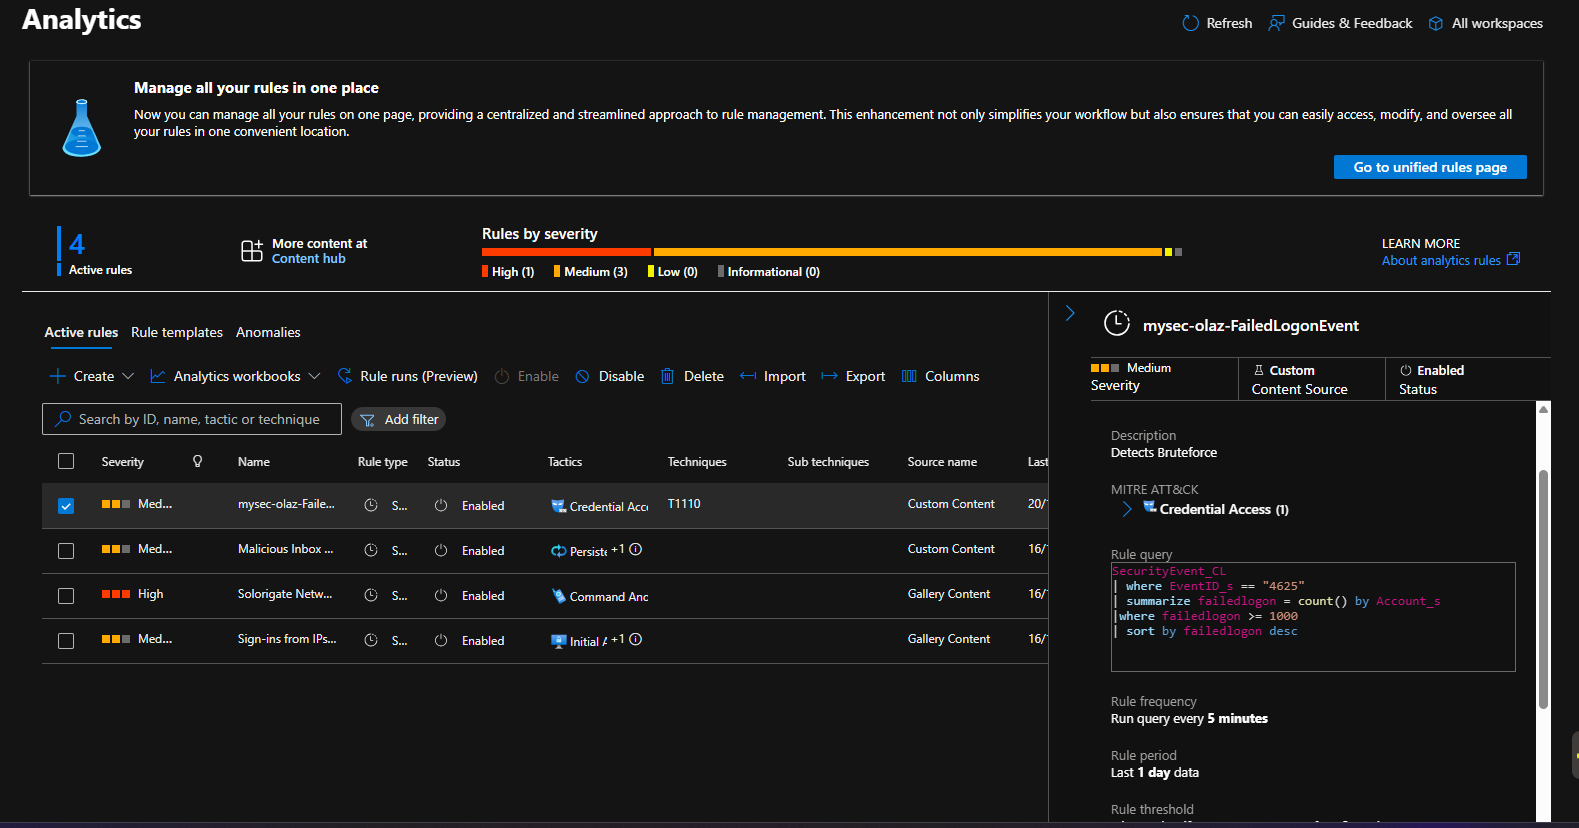 Analytics
Refresh
Guides & Feedback
All workspaces
Manage all your rules in one place
Now you can manage all your rules on one page, providing a centralized and streamlined approach to rule management. This enhancement not only simplifies your workflow but also ensures that you can easily access, modify, and oversee all
your rules in one convenient location.
Go to unified rules page
4
Active rules
More content at
Content hub
Rules by severity
High (1)
Medium (3)
Low (0)
Informational (0)
LEARN MORE
About analytics rules
Active rules
Rule templates
Anomalies
Create
Analytics workbooks
Rule runs (Preview)
Enable
Disable
Delete
Import
Export
Columns
Search by ID, name, tactic or technique
Add filter
Severity Name Rule type Status Tactics Techniques Sub techniques Source name Last
Med... mysec-olaz-Faile... S... Enabled Credential Acce T1110 Custom Content 20/
Med... Malicious Inbox ... S... Enabled Persiste +1 Custom Content 16/
High Solorigate Netw... S... Enabled Command And Gallery Content 16/
Med... Sign-ins from IPs... S... Enabled Initial A +1 Gallery Content 16/
mysec-olaz-FailedLogonEvent
Medium
Severity
Custom
Content Source
Enabled
Status
Description
Detects Bruteforce
MITRE ATT&CK
Credential Access (1)
Rule query
SecurityEvent_CL
| where EventID_s == "4625"
| summarize failedlogon = count() by Account_s
|where failedlogon >= 1000
| sort by failedlogon desc
Rule frequency
Run query every 5 minutes
Rule period
Last 1 day data
Rule threshold